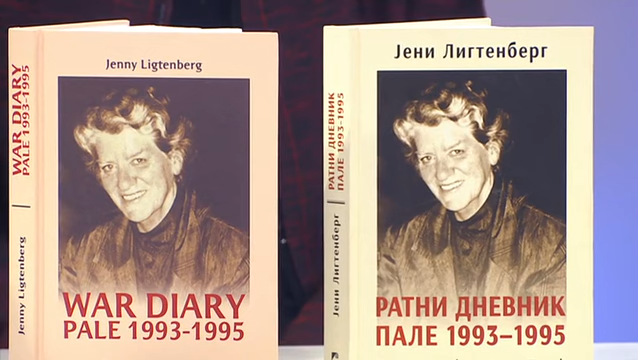 WAR DIARY
PALE 1993-1995
Jenny Ligtenberg
Jenny Ligtenberg
WAR DIARY
PALE 1993-1995
РАТНИ ДНЕВНИК
ПАЛЕ 1993-1995
Јени Лигтенберг
Јени Лигтенберг
РАТНИ ДНЕВНИК
ПАЛЕ 1993–1995